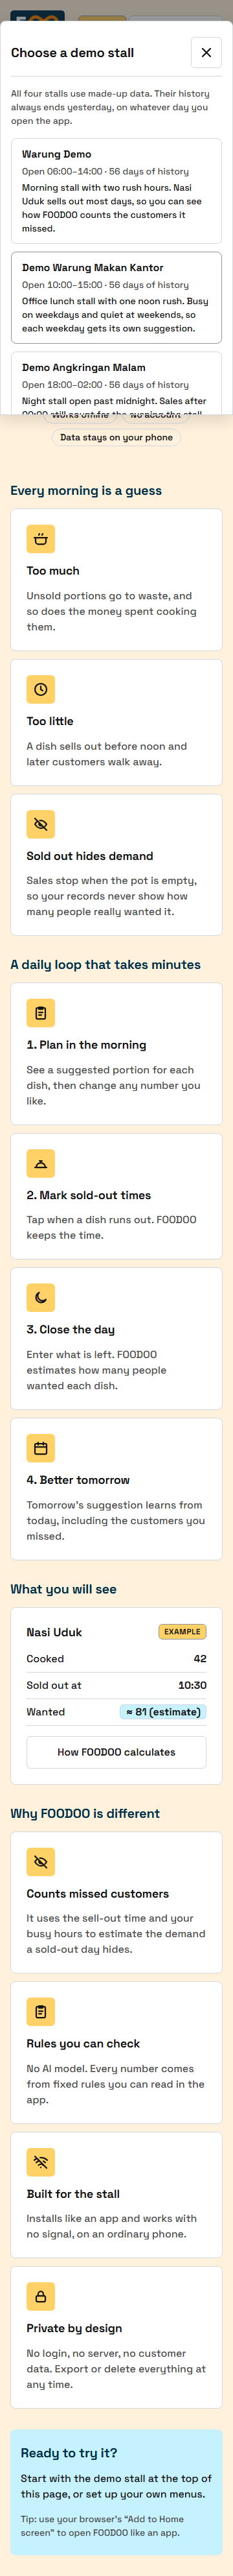 Choose a demo stall
All four stalls use made-up data. Their history
always ends yesterday, on whatever day you
open the app.
Warung Demo
Open 06:00–14:00 · 56 days of history
Morning stall with two rush hours. Nasi
Uduk sells out most days, so you can see
how FOODOO counts the customers it
missed.
Demo Warung Makan Kantor
Open 10:00–15:00 · 56 days of history
Office lunch stall with one noon rush. Busy
on weekdays and quiet at weekends, so
each weekday gets its own suggestion.
Demo Angkringan Malam
Open 18:00–02:00 · 56 days of history
Night stall open past midnight. Sales after
Data stays on your phone
Every morning is a guess
Too much
Unsold portions go to waste, and
so does the money spent cooking
them.
Too little
A dish sells out before noon and
later customers walk away.
Sold out hides demand
Sales stop when the pot is empty,
so your records never show how
many people really wanted it.
A daily loop that takes minutes
1. Plan in the morning
See a suggested portion for each
dish, then change any number you
like.
2. Mark sold-out times
Tap when a dish runs out. FOODOO
keeps the time.
3. Close the day
Enter what is left. FOODOO
estimates how many people
wanted each dish.
4. Better tomorrow
Tomorrow's suggestion learns from
today, including the customers you
missed.
What you will see
Nasi Uduk EXAMPLE
Cooked 42
Sold out at 10:30
Wanted ≈ 81 (estimate)
How FOODOO calculates
Why FOODOO is different
Counts missed customers
It uses the sell-out time and your
busy hours to estimate the demand
a sold-out day hides.
Rules you can check
No AI model. Every number comes
from fixed rules you can read in the
app.
Built for the stall
Installs like an app and works with
no signal, on an ordinary phone.
Private by design
No login, no server, no customer
data. Export or delete everything at
any time.
Ready to try it?
Start with the demo stall at the top of
this page, or set up your own menus.
Tip: use your browser's “Add to Home
screen” to open FOODOO like an app.